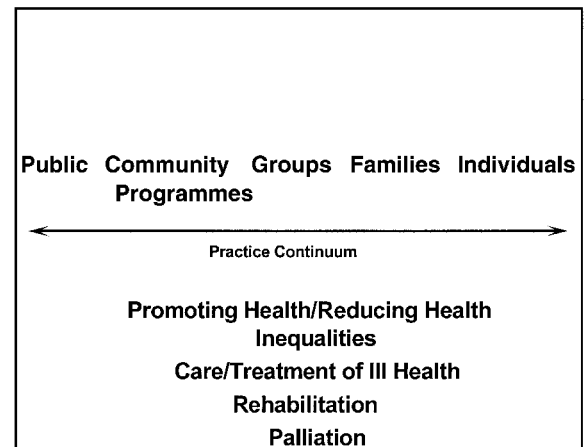 Public Community Groups Families Individuals
Programmes
Practice Continuum
Promoting Health/Reducing Health
Inequalities
Care/Treatment of Ill Health
Rehabilitation
Palliation